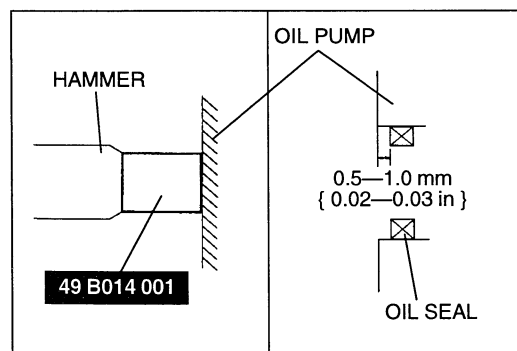 OIL PUMP
HAMMER
0.5—1.0 mm
{ 0.02—0.03 in }
49 B014 001
OIL SEAL